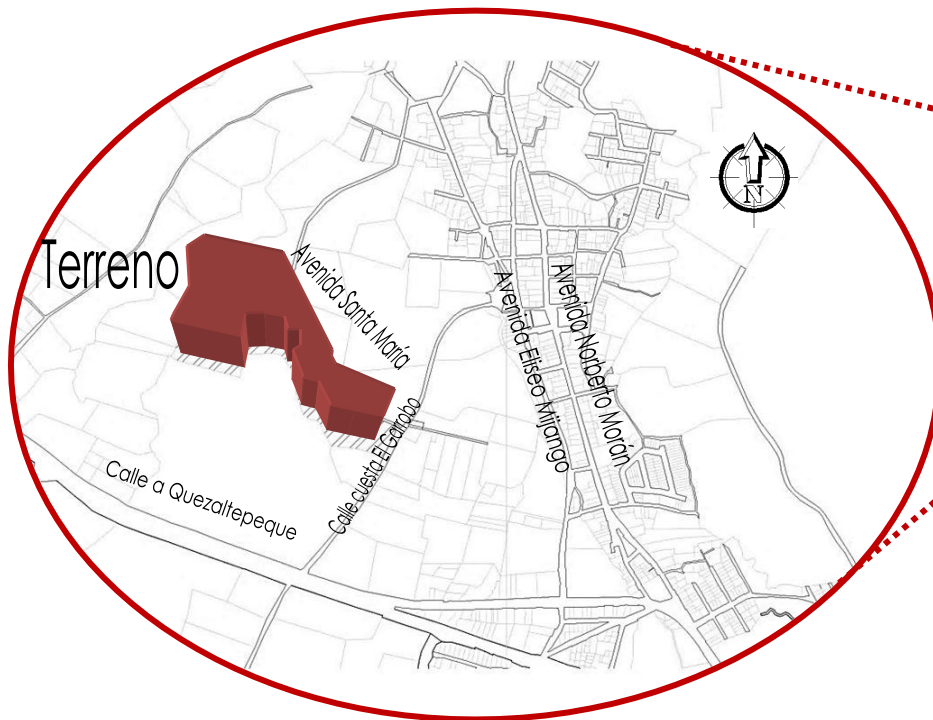 N
Terreno
Avenida Santa María
Avenida Eliseo Mijango
Avenida Norberto Morán
Calle cuesta El Garrobo
Calle a Quezaltepeque